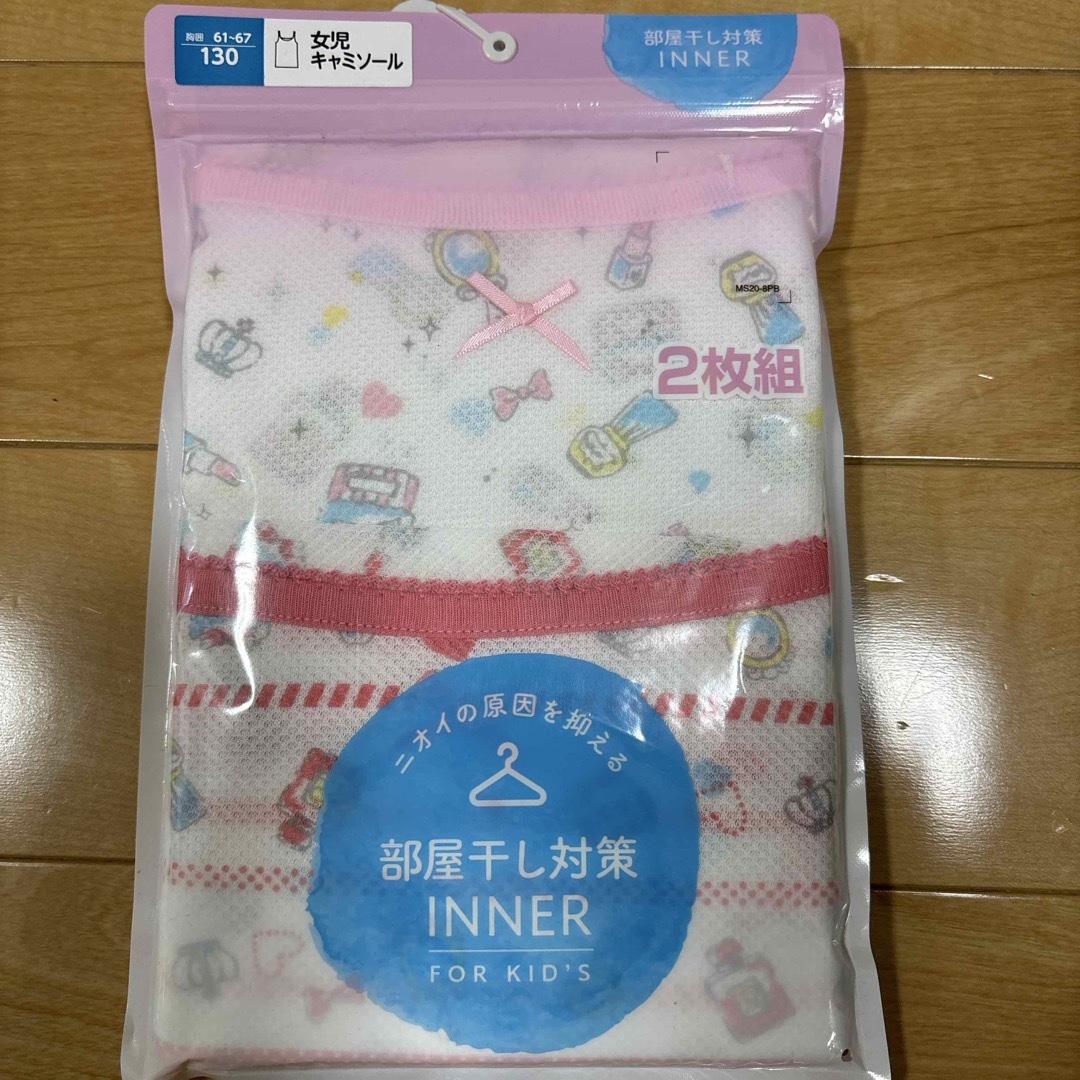 胸囲 61~67
130
女児
キャミソール
部屋干し対策
INNER
MS20-8PB
2枚組
ニオイの原因を抑える
部屋干し対策
INNER
FOR KID'S